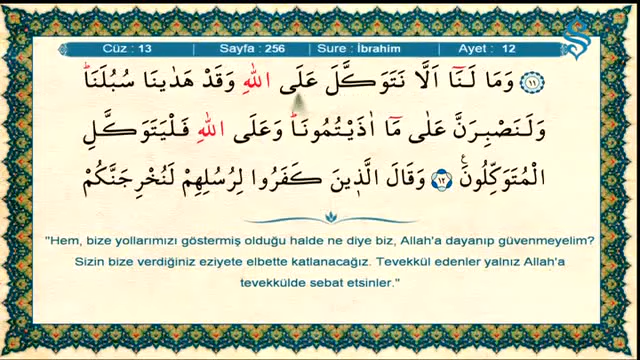 Cüz : 13 Sayfa : 256 Sure : İbrahim Ayet : 12
﴿١١﴾ وَمَا لَنَٓا اَلَّا نَتَوَكَّلَ عَلَى اللّٰهِ وَقَدْ هَدٰينَا سُبُلَنَاۜ
وَلَنَصْبِرَنَّ عَلٰى مَٓا اٰذَيْتُمُونَاۜ وَعَلَى اللّٰهِ فَلْيَتَوَكَّلِ
الْمُتَوَكِّلُونَ۟ ﴿١٢﴾ وَقَالَ الَّذ۪ينَ كَفَرُوا لِرُسُلِهِمْ لَنُخْرِجَنَّكُمْ
"Hem, bize yollarımızı göstermiş olduğu halde ne diye biz, Allah'a dayanıp güvenmeyelim?
Sizin bize verdiğiniz eziyete elbette katlanacağız. Tevekkül edenler yalnız Allah'a
tevekkülde sebat etsinler."